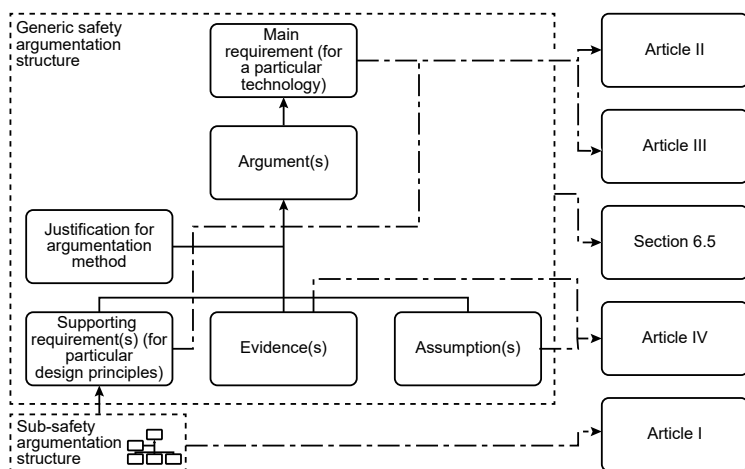 Generic safety
argumentation
structure
Main
requirement (for
a particular
technology)
Article II
Argument(s)
Article III
Justification for
argumentation
method
Section 6.5
Supporting
requirement(s) (for
particular
design principles)
Evidence(s)
Assumption(s)
Article IV
Sub-safety
argumentation
structure
Article I